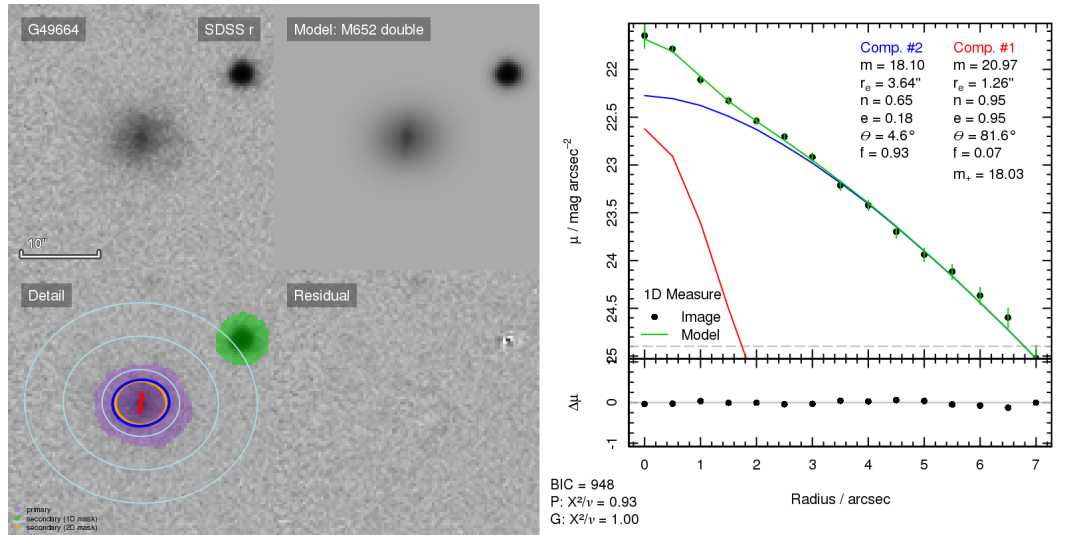 G49664
SDSS r
Model: M652 double
10"
Detail
Residual
primary
secondary (1D mask)
secondary (2D mask)
Comp. #2
m = 18.10
rₑ = 3.64"
n = 0.65
e = 0.18
Θ = 4.6°
f = 0.93
Comp. #1
m = 20.97
rₑ = 1.26"
n = 0.95
e = 0.95
Θ = 81.6°
f = 0.07
m₊ = 18.03
1D Measure
Image
Model
μ / mag arcsec⁻²
22
22.5
23
23.5
24
24.5
25
Δμ
0
-1
0 1 2 3 4 5 6 7
Radius / arcsec
BIC = 948
P: X²/ν = 0.93
G: X²/ν = 1.00